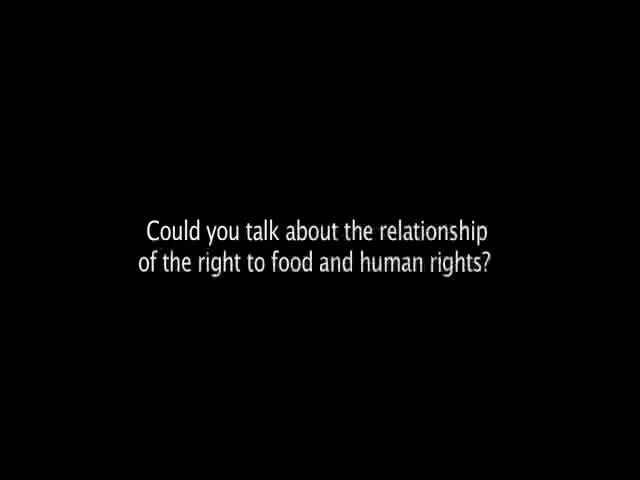 Could you talk about the relationship
of the right to food and human rights?